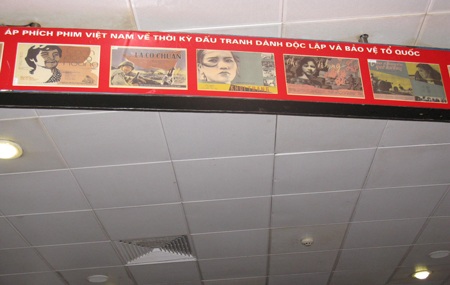 ÁP PHÍCH PHIM VIỆT NAM VỀ THỜI KỲ ĐẤU TRANH DÀNH ĐỘC LẬP VÀ BẢO VỆ TỔ QUỐC